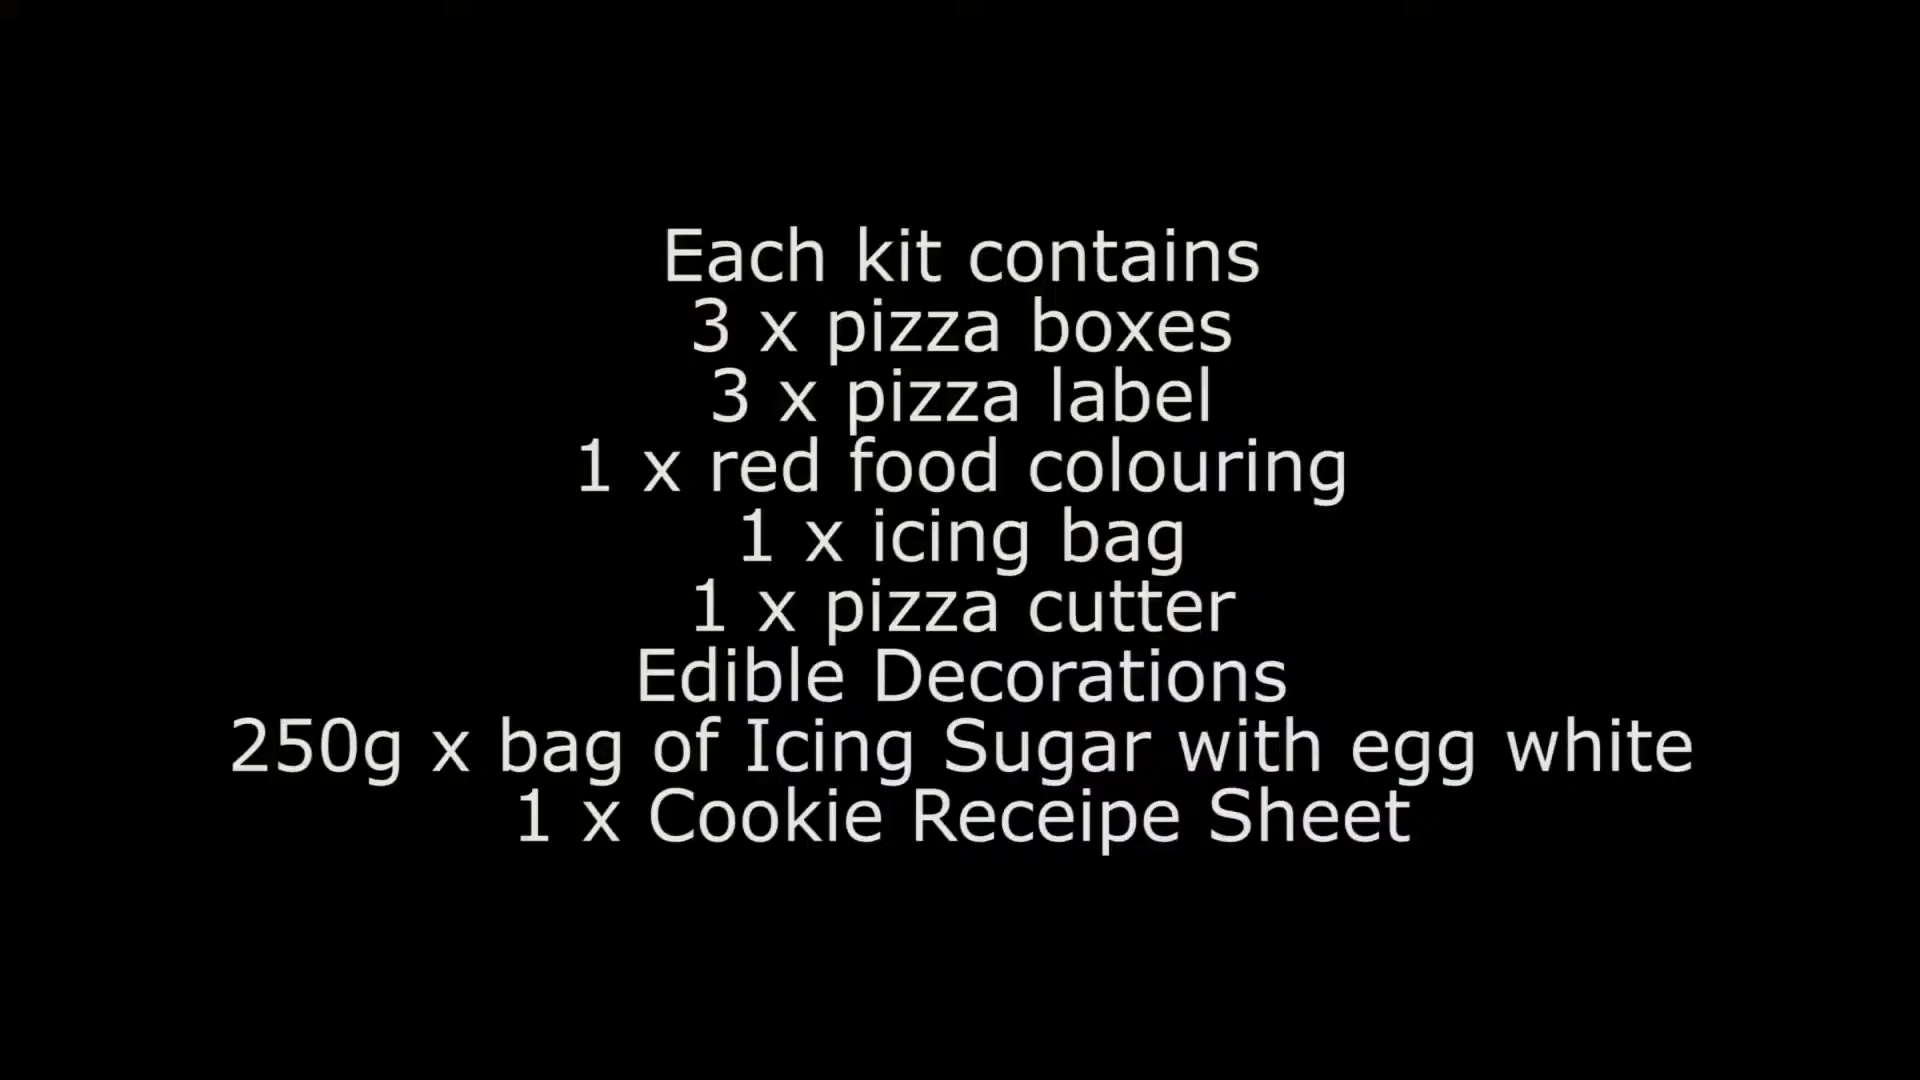 Each kit contains
3 x pizza boxes
3 x pizza label
1 x red food colouring
1 x icing bag
1 x pizza cutter
Edible Decorations
250g x bag of Icing Sugar with egg white
1 x Cookie Receipe Sheet